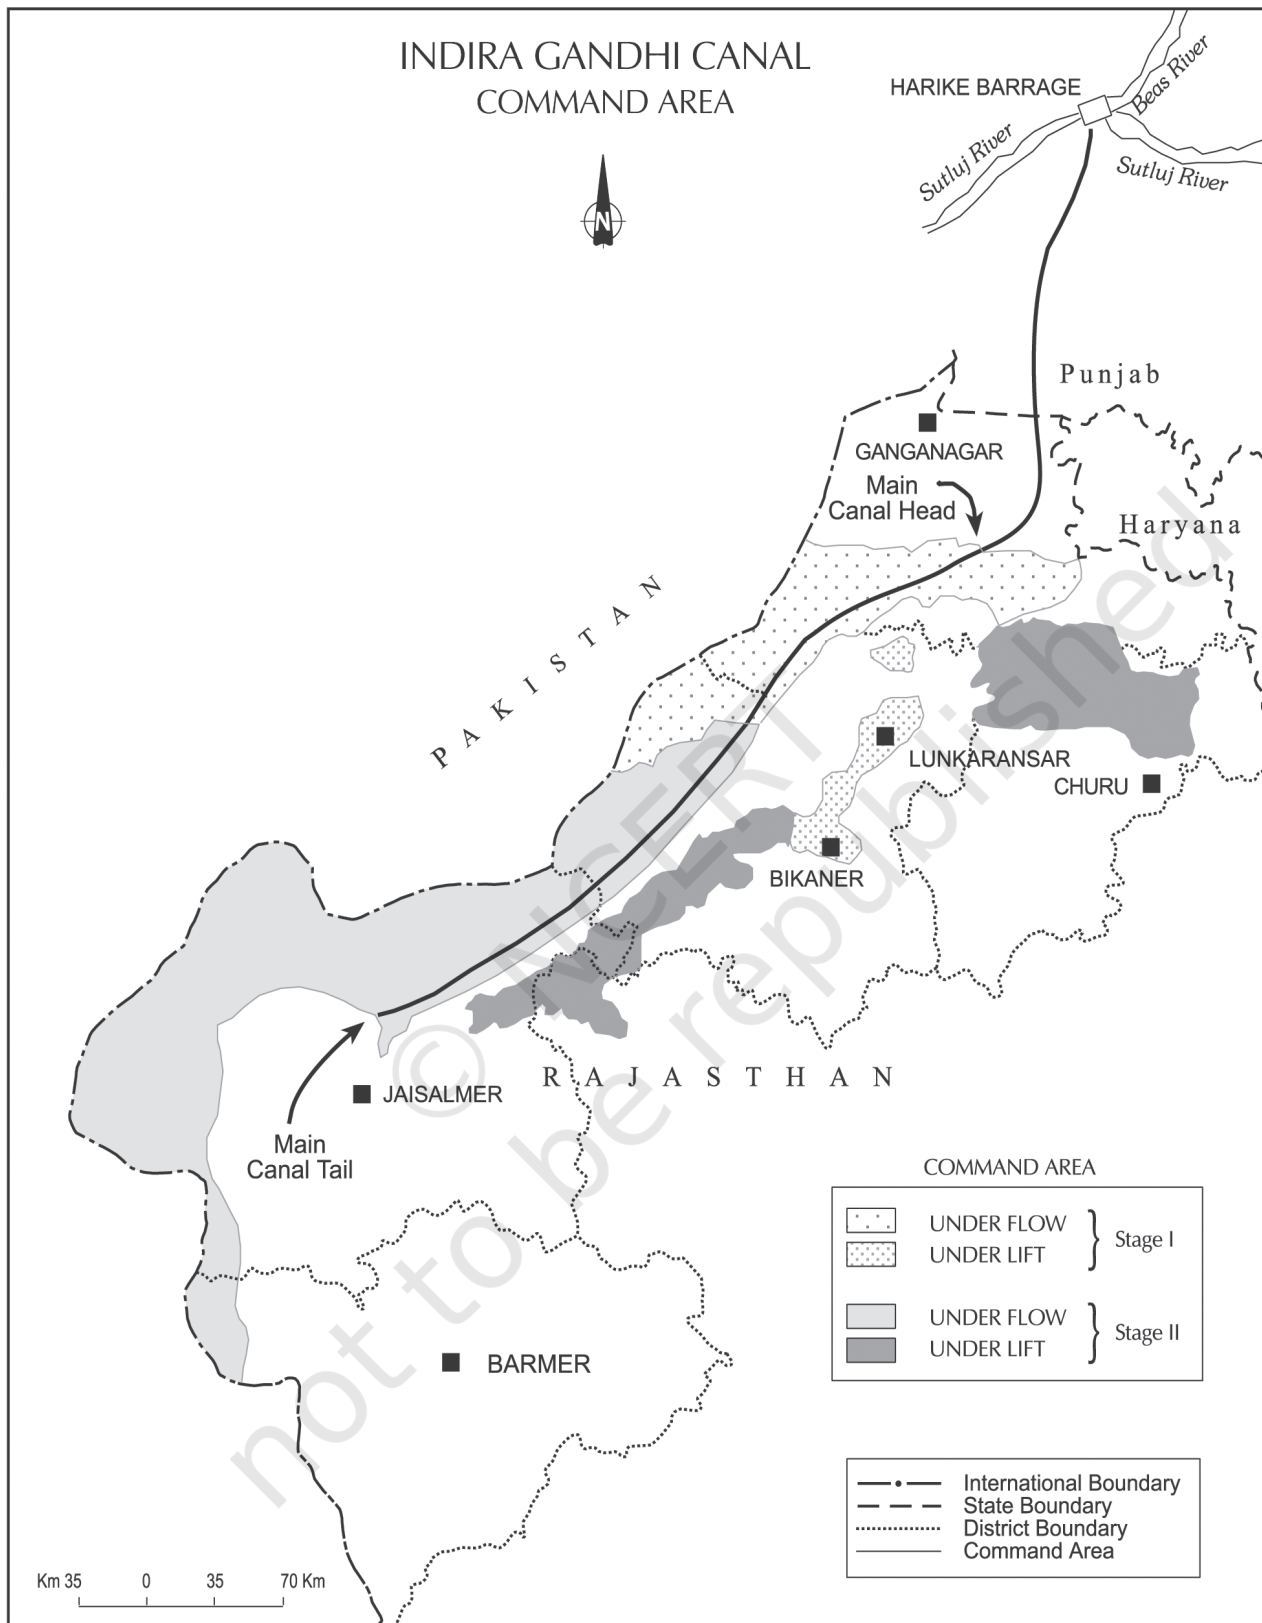 INDIRA GANDHI CANAL
COMMAND AREA
HARIKE BARRAGE
Beas River
Sutluj River
Sutluj River
N
Punjab
GANGANAGAR
Main
Canal Head
Haryana
PAKISTAN
LUNKARANSAR
CHURU
BIKANER
RAJASTHAN
JAISALMER
Main
Canal Tail
BARMER
COMMAND AREA
UNDER FLOW
UNDER LIFT
Stage I
UNDER FLOW
UNDER LIFT
Stage II
International Boundary
State Boundary
District Boundary
Command Area
Km 35 0 35 70 Km
© NCERT
not to be republished